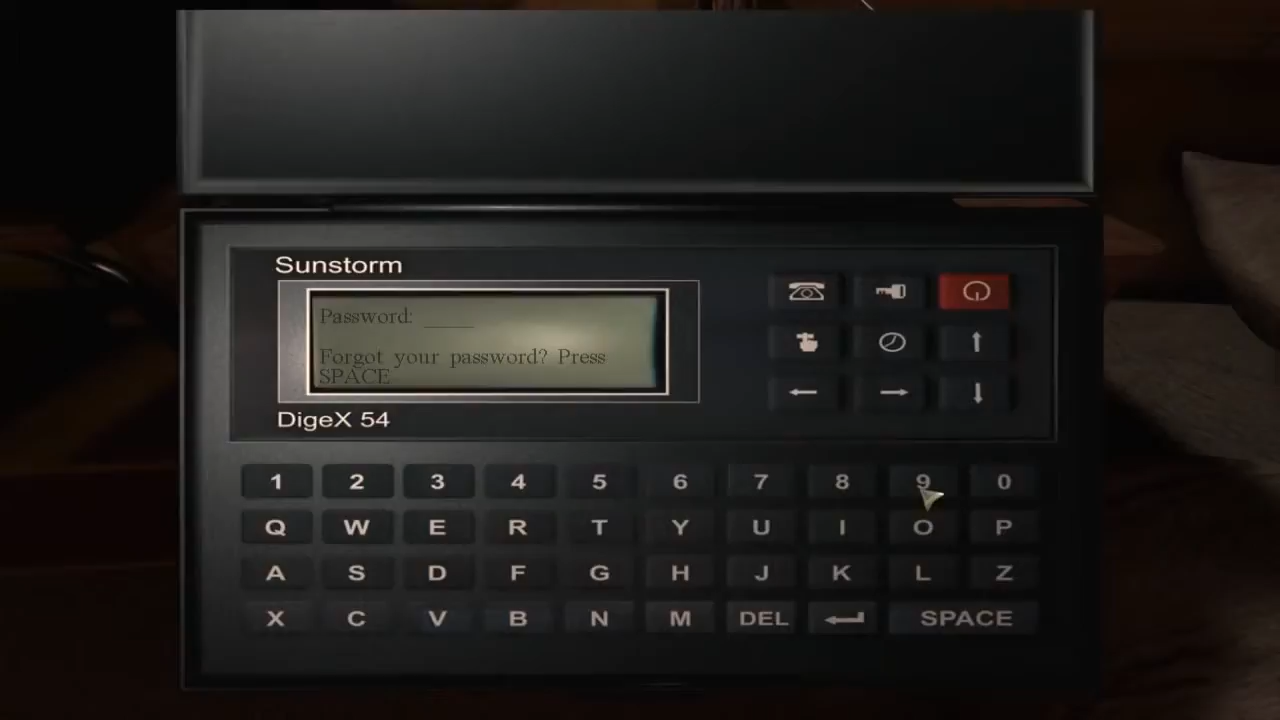 Sunstorm
Password: ____
Forgot your password? Press
SPACE
DigeX 54
1 2 3 4 5 6 7 8 9 0
Q W E R T Y U I O P
A S D F G H J K L Z
X C V B N M DEL SPACE